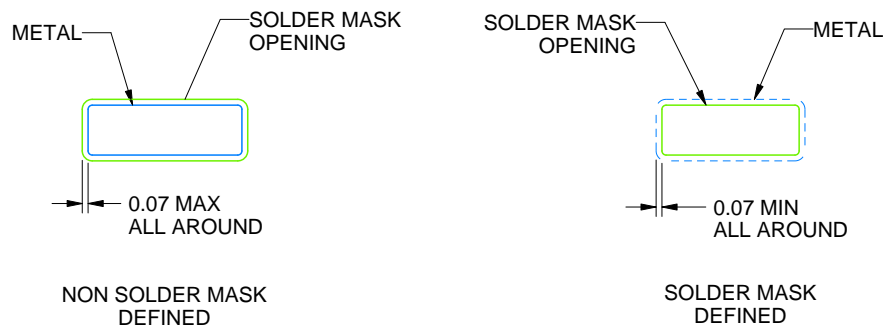 METAL
SOLDER MASK
OPENING
0.07 MAX
ALL AROUND
NON SOLDER MASK
DEFINED
SOLDER MASK
OPENING
METAL
0.07 MIN
ALL AROUND
SOLDER MASK
DEFINED